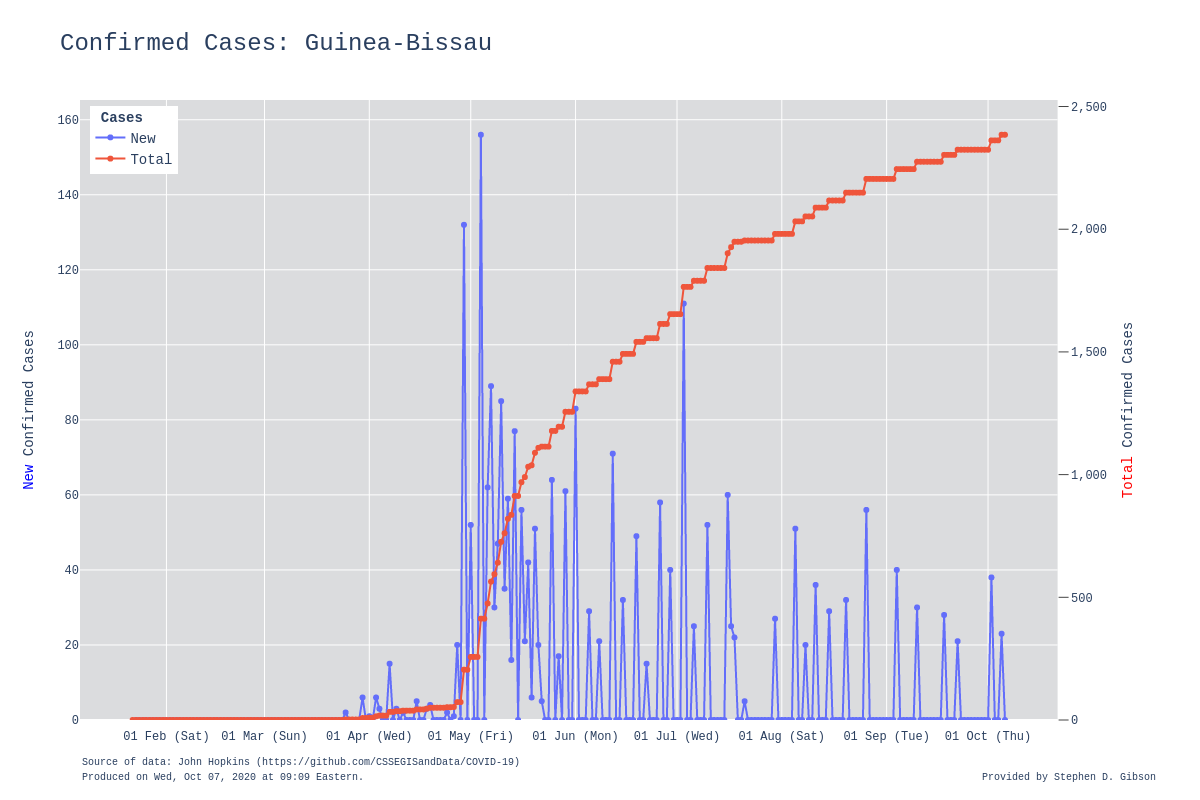 Confirmed Cases: Guinea-Bissau
Cases
New
Total
160
140
120
100
80
60
40
20
0
2,500
2,000
1,500
1,000
500
0
New Confirmed Cases
Total Confirmed Cases
01 Feb (Sat) 01 Mar (Sun) 01 Apr (Wed) 01 May (Fri) 01 Jun (Mon) 01 Jul (Wed) 01 Aug (Sat) 01 Sep (Tue) 01 Oct (Thu)
Source of data: John Hopkins (https://github.com/CSSEGISandData/COVID-19)
Produced on Wed, Oct 07, 2020 at 09:09 Eastern.
Provided by Stephen D. Gibson